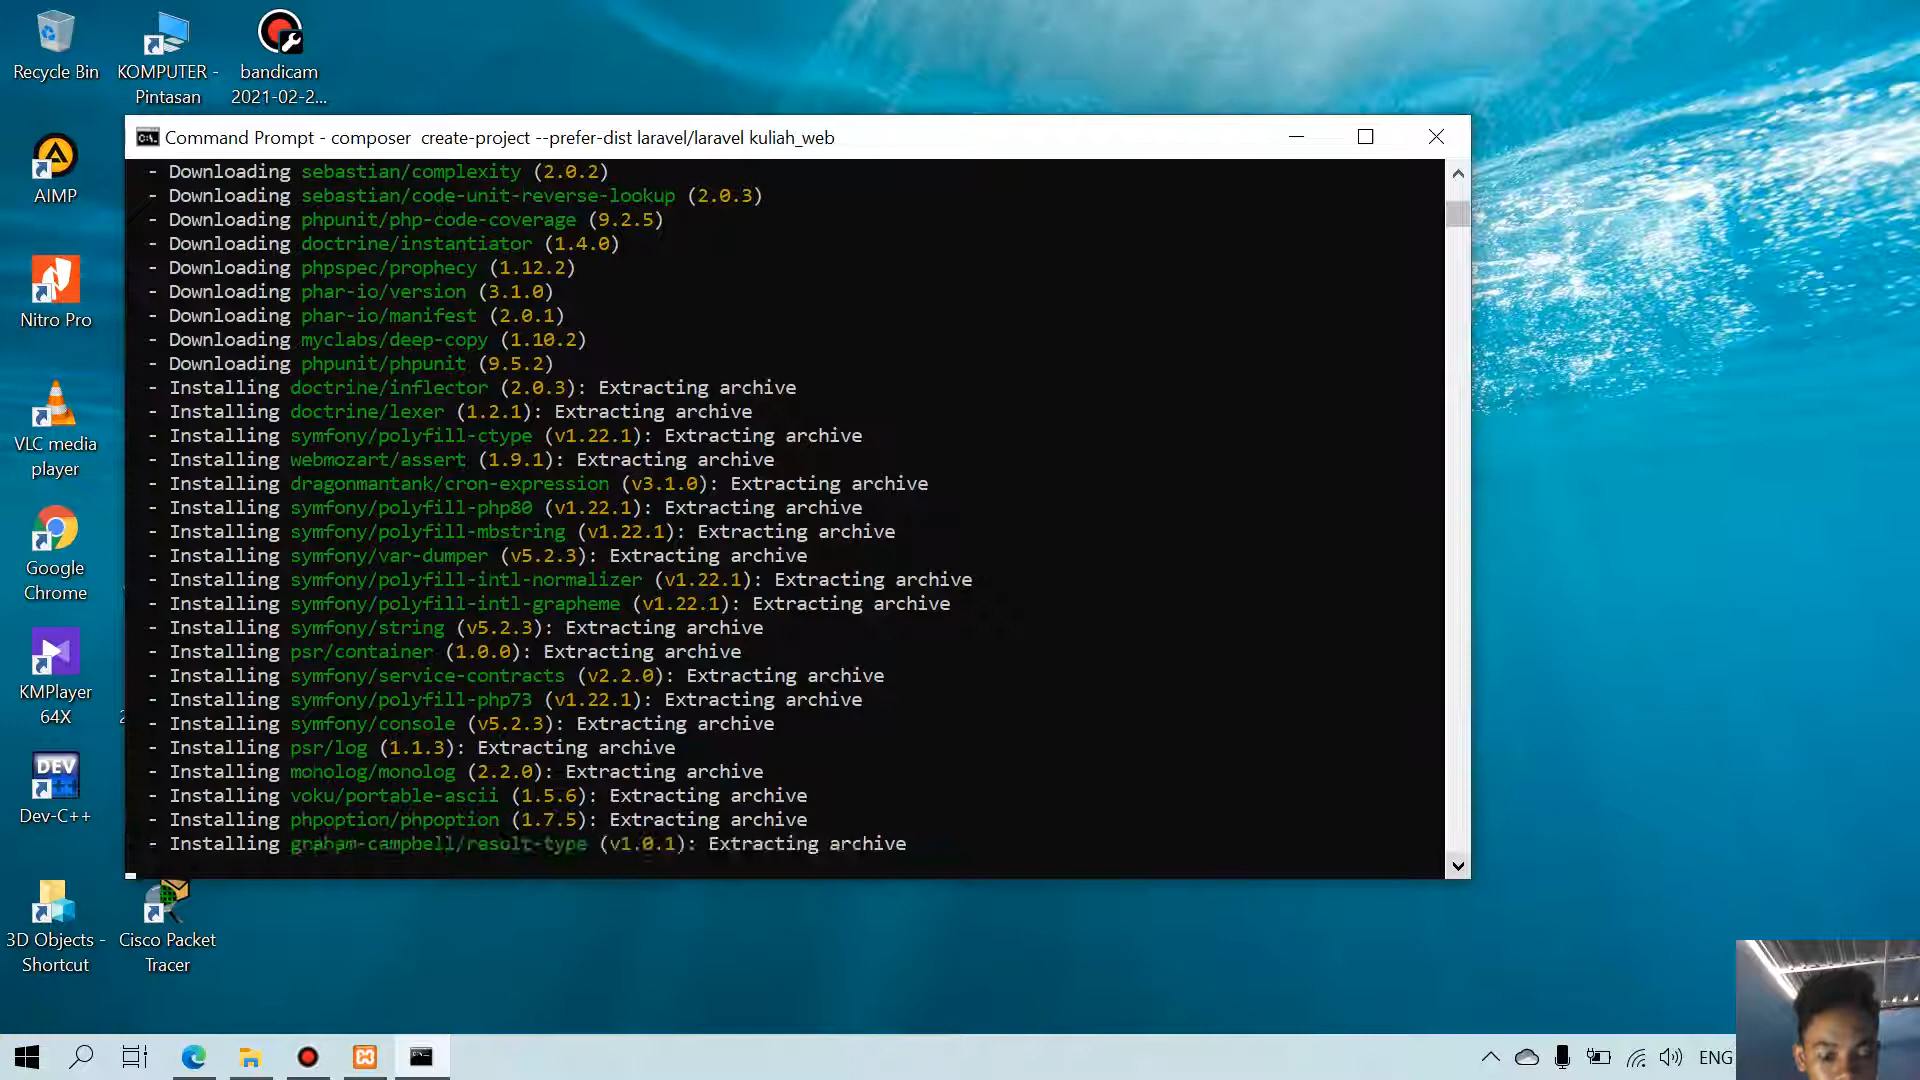 Recycle Bin
KOMPUTER -
Pintasan
bandicam
2021-02-2...
AIMP
Nitro Pro
VLC media
player
Google
Chrome
KMPlayer
64X
DEV
Dev-C++
3D Objects -
Shortcut
Cisco Packet
Tracer
Command Prompt - composer  create-project --prefer-dist laravel/laravel kuliah_web
- Downloading sebastian/complexity (2.0.2)
- Downloading sebastian/code-unit-reverse-lookup (2.0.3)
- Downloading phpunit/php-code-coverage (9.2.5)
- Downloading doctrine/instantiator (1.4.0)
- Downloading phpspec/prophecy (1.12.2)
- Downloading phar-io/version (3.1.0)
- Downloading phar-io/manifest (2.0.1)
- Downloading myclabs/deep-copy (1.10.2)
- Downloading phpunit/phpunit (9.5.2)
- Installing doctrine/inflector (2.0.3): Extracting archive
- Installing doctrine/lexer (1.2.1): Extracting archive
- Installing symfony/polyfill-ctype (v1.22.1): Extracting archive
- Installing webmozart/assert (1.9.1): Extracting archive
- Installing dragonmantank/cron-expression (v3.1.0): Extracting archive
- Installing symfony/polyfill-php80 (v1.22.1): Extracting archive
- Installing symfony/polyfill-mbstring (v1.22.1): Extracting archive
- Installing symfony/var-dumper (v5.2.3): Extracting archive
- Installing symfony/polyfill-intl-normalizer (v1.22.1): Extracting archive
- Installing symfony/polyfill-intl-grapheme (v1.22.1): Extracting archive
- Installing symfony/string (v5.2.3): Extracting archive
- Installing psr/container (1.0.0): Extracting archive
- Installing symfony/service-contracts (v2.2.0): Extracting archive
- Installing symfony/polyfill-php73 (v1.22.1): Extracting archive
- Installing symfony/console (v5.2.3): Extracting archive
- Installing psr/log (1.1.3): Extracting archive
- Installing monolog/monolog (2.2.0): Extracting archive
- Installing voku/portable-ascii (1.5.6): Extracting archive
- Installing phpoption/phpoption (1.7.5): Extracting archive
- Installing graham-campbell/result-type (v1.0.1): Extracting archive
ENG